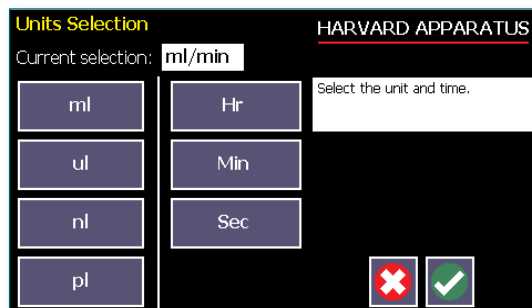 Units Selection
HARVARD APPARATUS
Current selection: ml/min
Select the unit and time.
ml
Hr
ul
Min
nl
Sec
pl